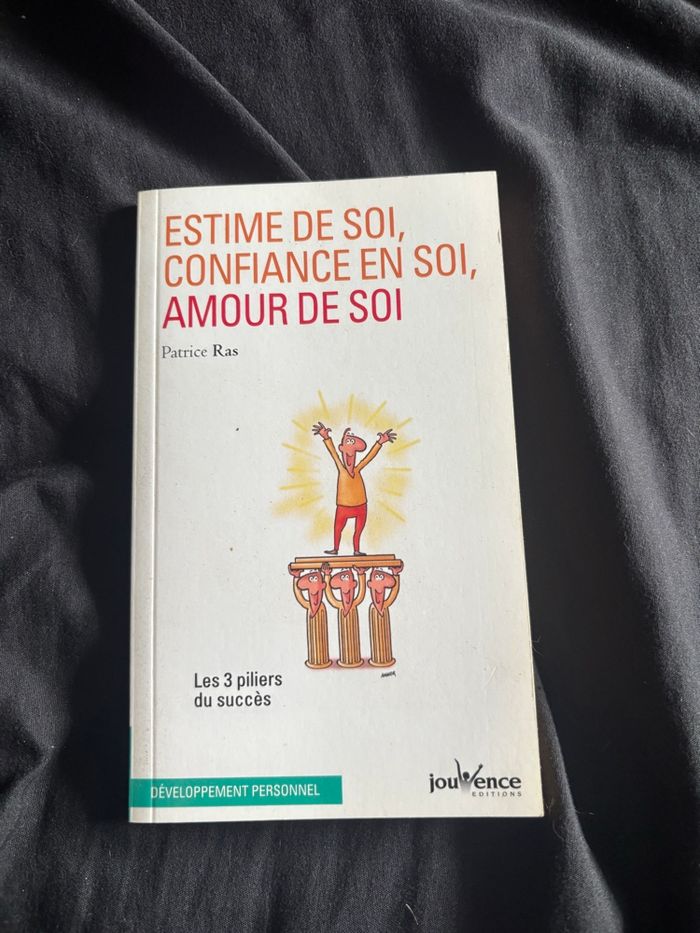 ESTIME DE SOI,
CONFIANCE EN SOI,
AMOUR DE SOI
Patrice Ras
Les 3 piliers
du succès
DÉVELOPPEMENT PERSONNEL
jouvence
EDITIONS